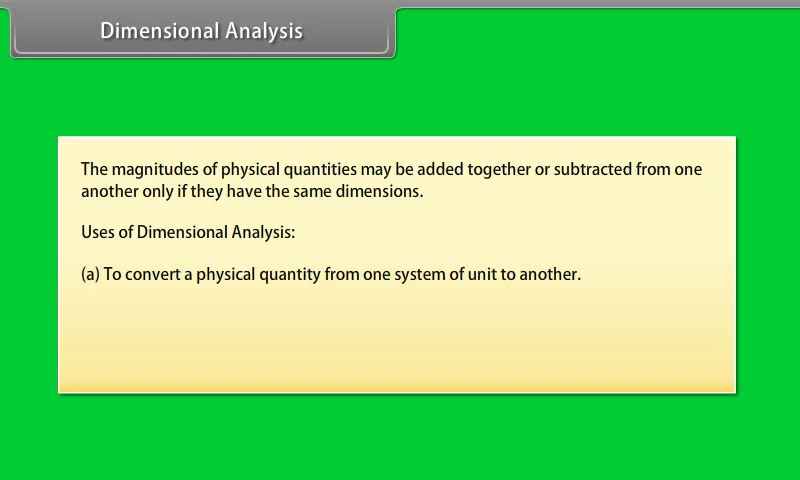 Dimensional Analysis
The magnitudes of physical quantities may be added together or subtracted from one
another only if they have the same dimensions.
Uses of Dimensional Analysis:
(a) To convert a physical quantity from one system of unit to another.